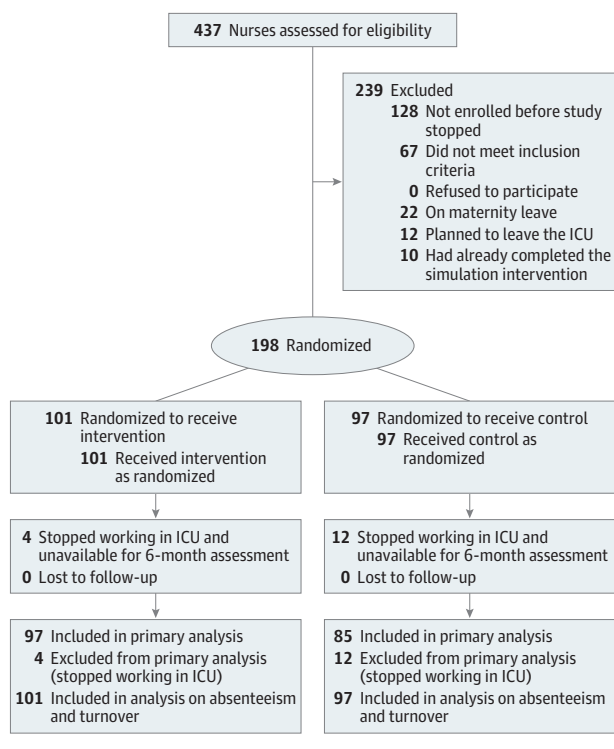 437 Nurses assessed for eligibility
239 Excluded
128 Not enrolled before study
stopped
67 Did not meet inclusion
criteria
0 Refused to participate
22 On maternity leave
12 Planned to leave the ICU
10 Had already completed the
simulation intervention
198 Randomized
101 Randomized to receive
intervention
101 Received intervention
as randomized
97 Randomized to receive control
97 Received control as
randomized
4 Stopped working in ICU and
unavailable for 6-month assessment
0 Lost to follow-up
12 Stopped working in ICU and
unavailable for 6-month assessment
0 Lost to follow-up
97 Included in primary analysis
4 Excluded from primary analysis
(stopped working in ICU)
101 Included in analysis on absenteeism
and turnover
85 Included in primary analysis
12 Excluded from primary analysis
(stopped working in ICU)
97 Included in analysis on absenteeism
and turnover